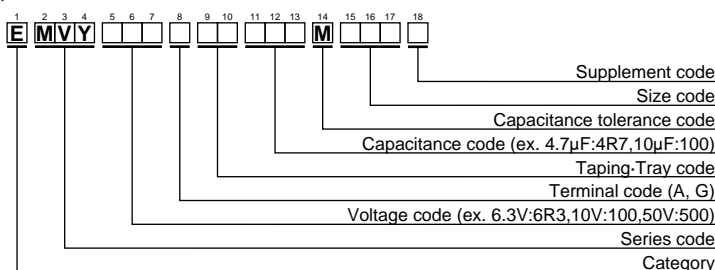 1 2 3 4 5 6 7 8 9 10 11 12 13 14 15 16 17 18
E M V Y M
Supplement code
Size code
Capacitance tolerance code
Capacitance code (ex. 4.7μF:4R7,10μF:100)
Taping·Tray code
Terminal code (A, G)
Voltage code (ex. 6.3V:6R3,10V:100,50V:500)
Series code
Category